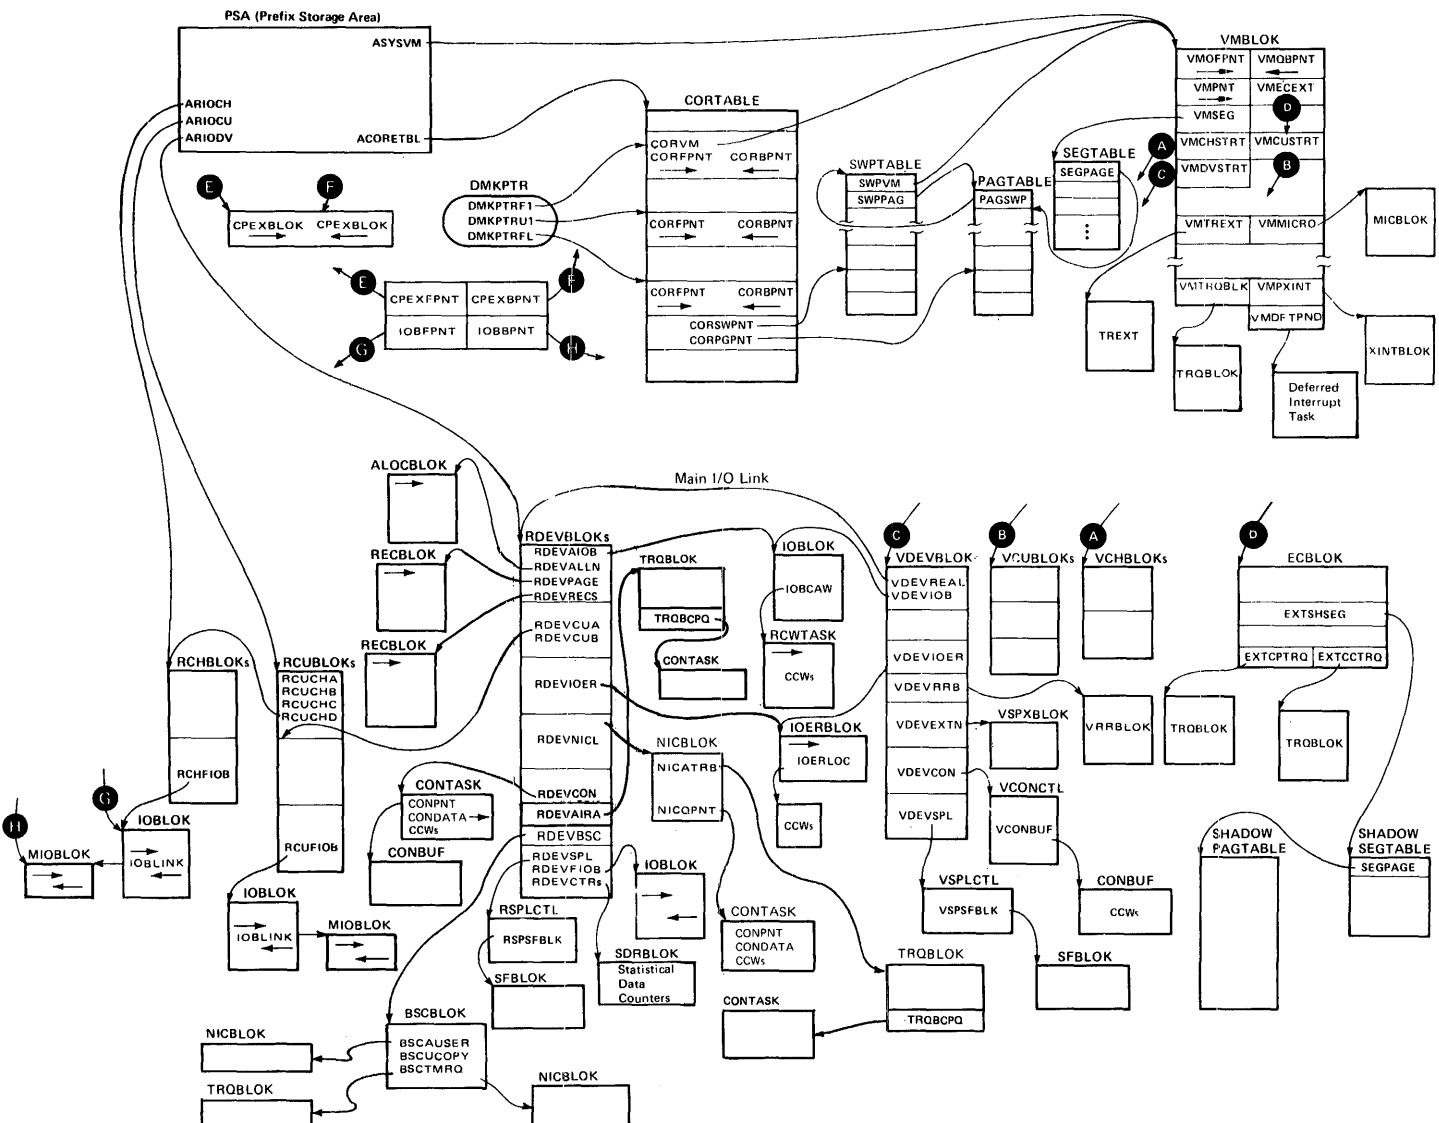 PSA (Prefix Storage Area)
ASYSVM
ARIOCH
ARIOCU
ARIODV
ACORETBL
E
F
CPEXBLOK CPEXBLOK
E
F
CPEXFPNT CPEXBPNT
IOBFPNT IOBBPNT
G
H
DMKPTR
DMKPTRF1
DMKPTRU1
DMKPTRFL
CORTABLE
CORVM
CORFPNT CORBPNT
CORFPNT CORBPNT
CORFPNT CORBPNT
CORSWPNT
CORPGPNT
SWPTABLE
SWPVM
SWPPAG
PAGTABLE
PAGSWP
SEGTABLE
SEGPAGE
VMBLOK
VMOFPNT VMQBPNT
VMPNT VMECEXT
D
VMSEG
A
VMCHSTRT VMCUSTRT
C
VMDVSTRT
B
VMTREXT VMMICRO
VMTRQBLK VMPXINT
VMDFTPND
MICBLOK
TREXT
TRQBLOK
Deferred
Interrupt
Task
XINTBLOK
Main I/O Link
ALOCBLOK
RECBLOK
RECBLOK
RDEVBLOKs
RDEVAIOB
RDEVALLN
RDEVPAGE
RDEVRECS
RDEVCUA
RDEVCUB
RDEVIOER
RDEVNICL
RDEVCON
RDEVAIRA
RDEVBSC
RDEVSPL
RDEVFIOB
RDEVCTRs
TRQBLOK
TRQBCPQ
CONTASK
IOBLOK
IOBCAW
RCWTASK
CCWs
IOERBLOK
IOERLOC
CCWs
C
VDEVBLOK
VDEVREAL
VDEVIOB
VDEVIOER
VDEVRRB
VDEVEXTN
VDEVCON
VDEVSPL
B
VCUBLOKs
A
VCHBLOKs
VRRBLOK
VSPXBLOK
VCONCTL
VCONBUF
CONBUF
CCWs
VSPLCTL
VSPSFBLK
SFBLOK
D
ECBLOK
EXTSHSEG
EXTCPTRQ EXTCCTRQ
TRQBLOK
TRQBLOK
SHADOW
PAGTABLE
SHADOW
SEGTABLE
SEGPAGE
RCHBLOKs
RCHFIOB
RCUBLOKs
RCUCHA
RCUCHB
RCUCHC
RCUCHD
RCUFIOB
G
H
IOBLOK
IOBLINK
MIOBLOK
IOBLOK
IOBLINK
MIOBLOK
CONTASK
CONPNT
CONDATA
CCWs
CONBUF
NICBLOK
NICATRB
NICQPNT
IOBLOK
RSPLCTL
RSPSFBLK
SFBLOK
SDRBLOK
Statistical
Data
Counters
CONTASK
CONPNT
CONDATA
CCWs
TRQBLOK
TRQBCPQ
CONTASK
BSCBLOK
BSCAUSER
BSCUCOPY
BSCTMRQ
NICBLOK
TRQBLOK
NICBLOK